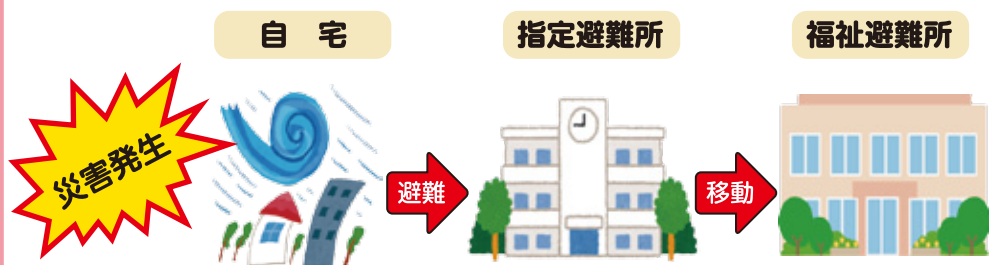 自 宅
指定避難所
福祉避難所
災害発生
避難
移動